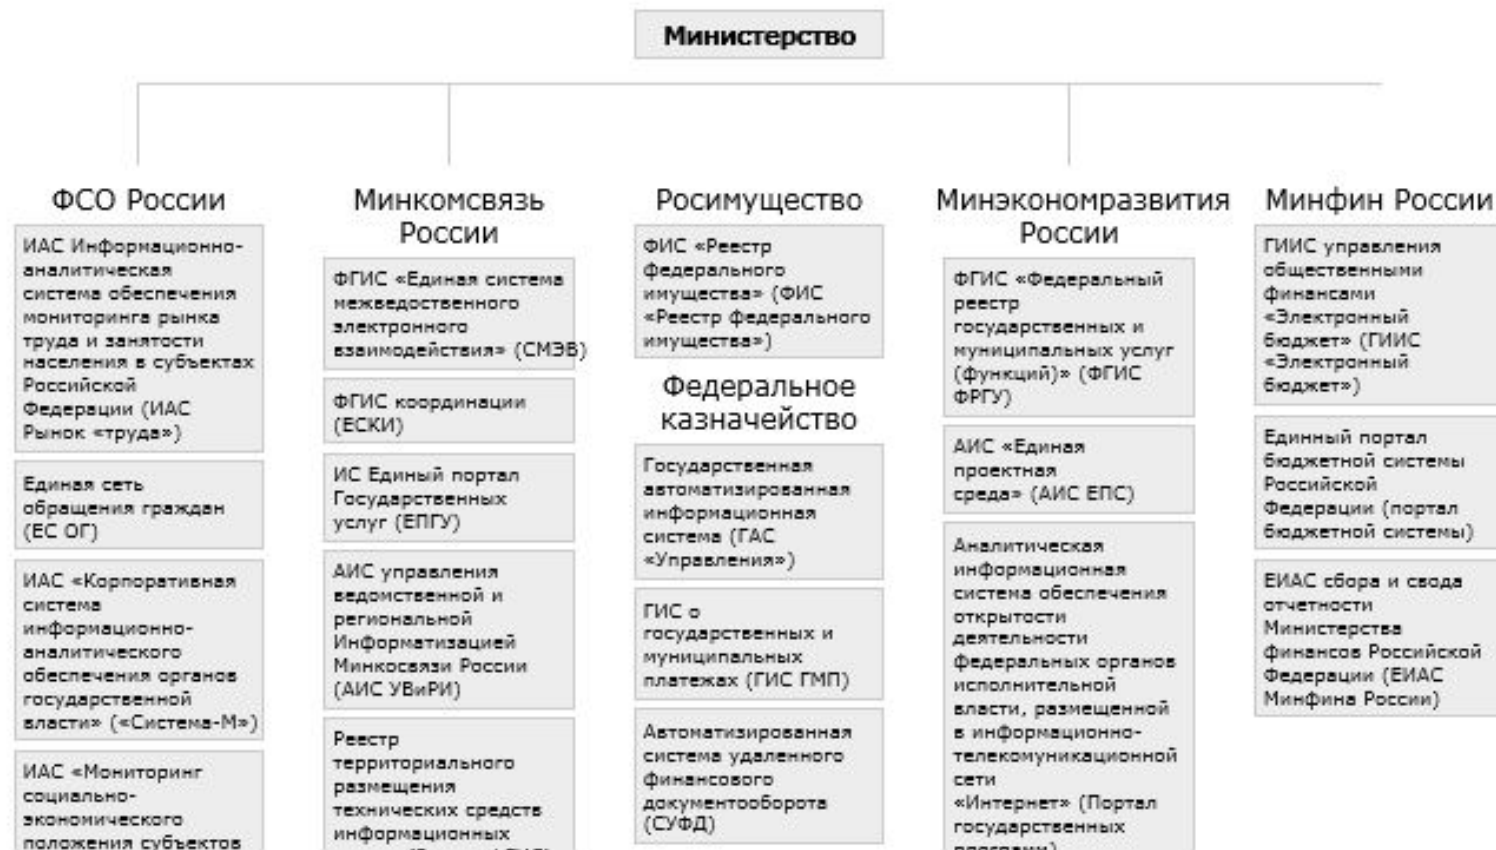 Министерство
ФСО России
ИАС Информационно-
аналитическая
система обеспечения
мониторинга рынка
труда и занятости
населения в субъектах
Российской
Федерации (ИАС
Рынок «труда»)
Единая сеть
обращения граждан
(ЕС ОГ)
ИАС «Корпоративная
система
информационно-
аналитического
обеспечения органов
государственной
власти» («Система-М»)
ИАС «Мониторинг
социально-
экономического
положения субъектов
Минкомсвязь
России
ФГИС «Единая система
межведоственного
электронного
взаимодействия» (СМЭВ)
ФГИС координации
(ЕСКИ)
ИС Единый портал
Государственных
услуг (ЕПГУ)
АИС управления
ведомственной и
региональной
Информатизацией
Минкосвязи России
(АИС УВиРИ)
Реестр
территориального
размещения
технических средств
информационных
Росимущество
ФИС «Реестр
федерального
имущества» (ФИС
«Реестр федерального
имущества»)
Федеральное
казначейство
Государственная
автоматизированная
информационная
система (ГАС
«Управления»)
ГИС о
государственных и
муниципальных
платежах (ГИС ГМП)
Автоматизированная
система удаленного
финансового
документооборота
(СУФД)
Минэкономразвития
России
ФГИС «Федеральный
реестр
государственных и
муниципальных услуг
(функций)» (ФГИС
ФРГУ)
АИС «Единая
проектная
среда» (АИС ЕПС)
Аналитическая
информационная
система обеспечения
открытости
деятельности
федеральных органов
исполнительной
власти, размещенной
в информационно-
телекомуникационной
сети
«Интернет» (Портал
государственных
Минфин России
ГИИС управления
общественными
финансами
«Электронный
бюджет» (ГИИС
«Электронный
бюджет»)
Единный портал
бюджетной системы
Российской
Федерации (портал
бюджетной системы)
ЕИАС сбора и свода
отчетности
Министерства
финансов Российской
Федерации (ЕИАС
Минфина России)